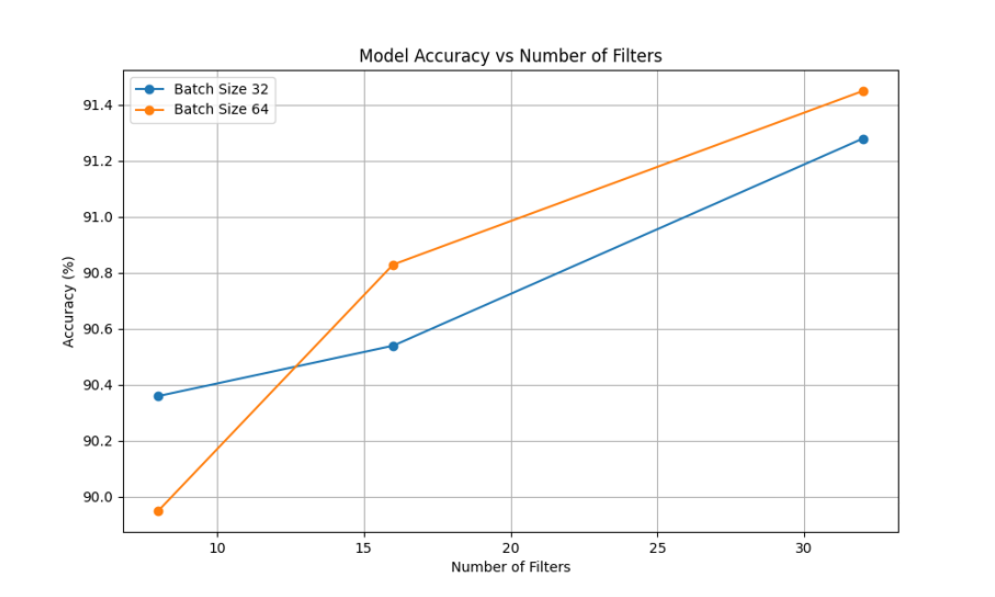 Model Accuracy vs Number of Filters
Batch Size 32
Batch Size 64
91.4
91.2
91.0
90.8
90.6
90.4
90.2
90.0
Accuracy (%)
10
15
20
25
30
Number of Filters